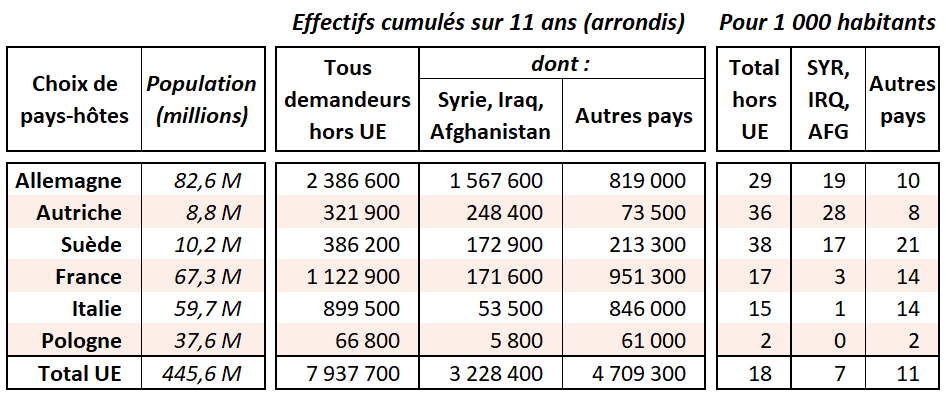 Effectifs cumulés sur 11 ans (arrondis) Pour 1 000 habitants
Choix de pays-hôtes Population (millions) Tous demandeurs hors UE dont : Total hors UE SYR, IRQ, AFG Autres pays
Syrie, Iraq, Afghanistan Autres pays
Allemagne 82,6 M 2 386 600 1 567 600 819 000 29 19 10
Autriche 8,8 M 321 900 248 400 73 500 36 28 8
Suède 10,2 M 386 200 172 900 213 300 38 17 21
France 67,3 M 1 122 900 171 600 951 300 17 3 14
Italie 59,7 M 899 500 53 500 846 000 15 1 14
Pologne 37,6 M 66 800 5 800 61 000 2 0 2
Total UE 445,6 M 7 937 700 3 228 400 4 709 300 18 7 11